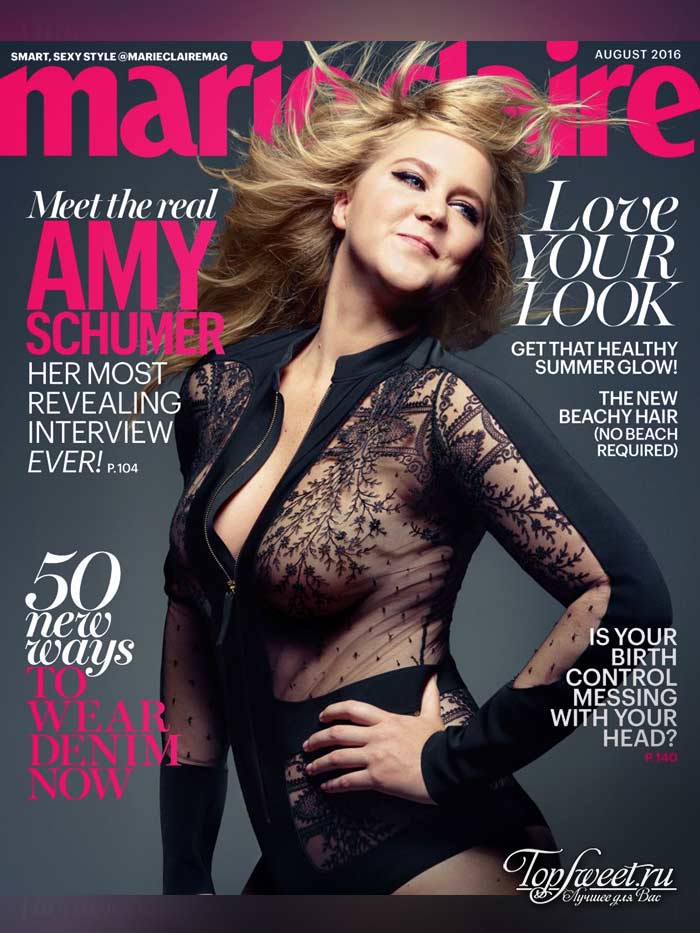 SMART, SEXY STYLE @MARIECLAIREMAG
AUGUST 2016
marie claire
Meet the real
AMY
SCHUMER
HER MOST
REVEALING
INTERVIEW
EVER! P.104
Love
YOUR
LOOK
GET THAT HEALTHY
SUMMER GLOW!
THE NEW
BEACHY HAIR
(NO BEACH
REQUIRED)
50
new
ways
TO
WEAR
DENIM
NOW
IS YOUR
BIRTH
CONTROL
MESSING
WITH YOUR
HEAD?
P.140
TopSweet.ru
Лучшее для Вас